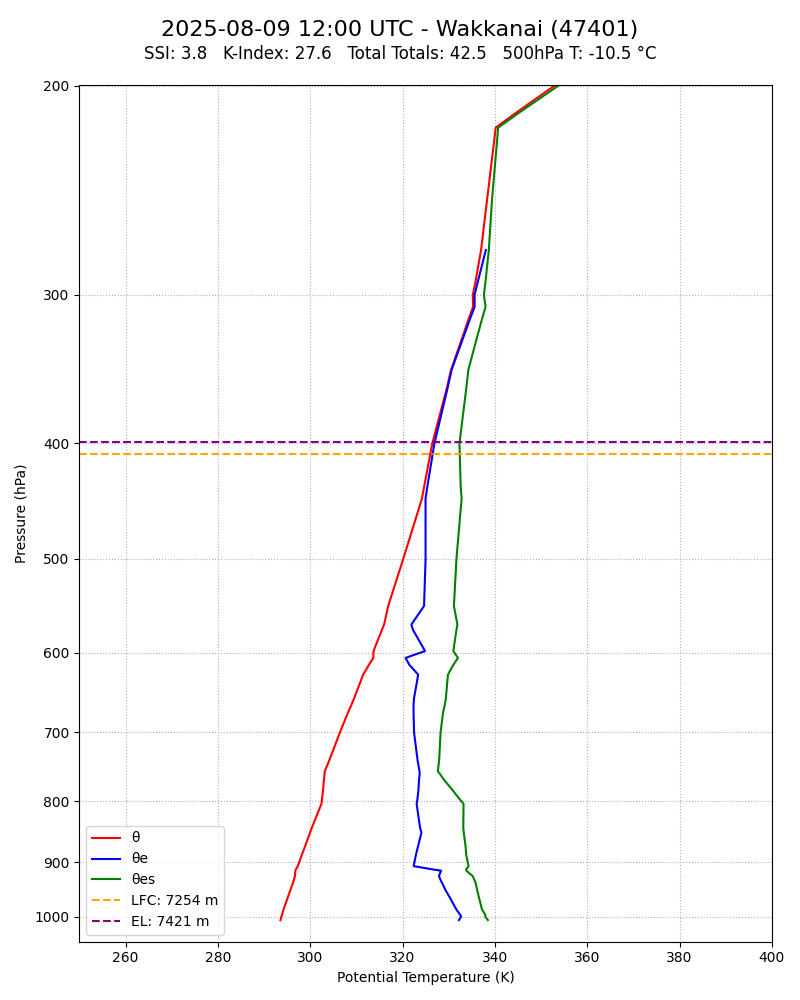 2025-08-09 12:00 UTC - Wakkanai (47401)
SSI: 3.8   K-Index: 27.6   Total Totals: 42.5   500hPa T: -10.5 °C
200
300
400
500
600
700
800
900
1000
Pressure (hPa)
θ
θe
θes
LFC: 7254 m
EL: 7421 m
260 280 300 320 340 360 380 400
Potential Temperature (K)